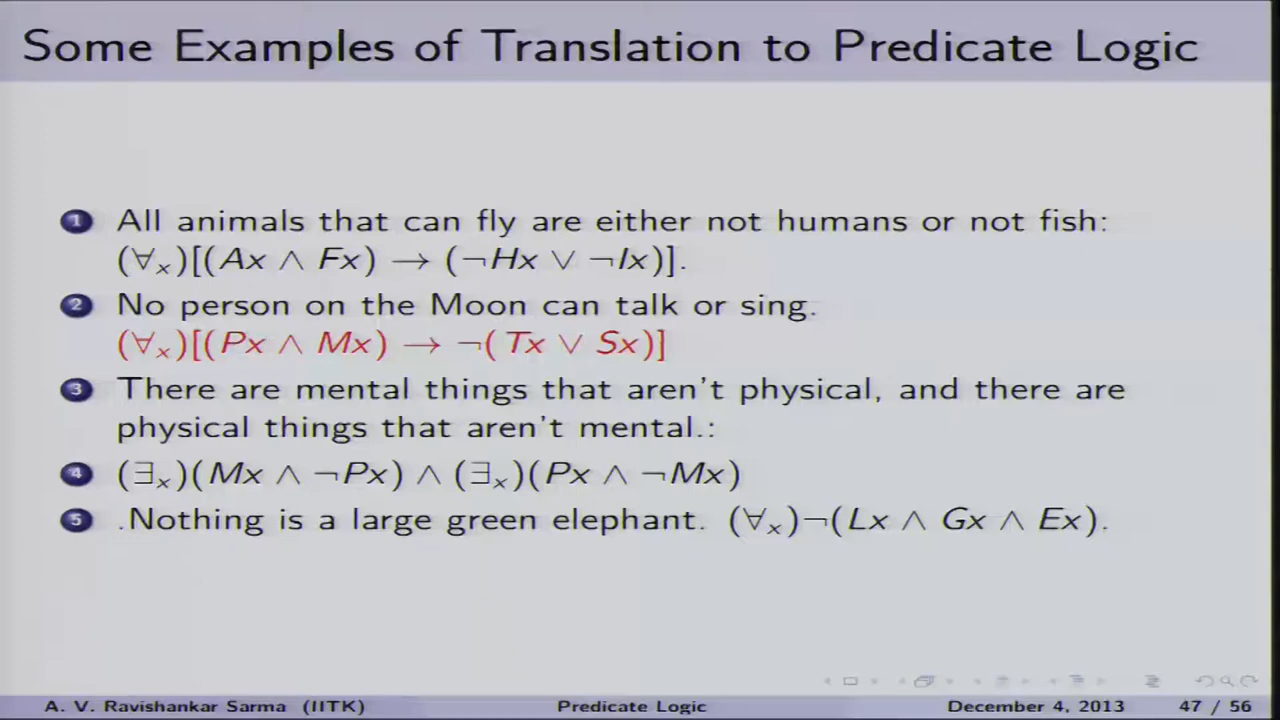 Some Examples of Translation to Predicate Logic
1 All animals that can fly are either not humans or not fish:
(∀ₓ)[(Ax ∧ Fx) → (¬Hx ∨ ¬Ix)].
2 No person on the Moon can talk or sing.
(∀ₓ)[(Px ∧ Mx) → ¬(Tx ∨ Sx)]
3 There are mental things that aren't physical, and there are
physical things that aren't mental.:
4 (∃ₓ)(Mx ∧ ¬Px) ∧ (∃ₓ)(Px ∧ ¬Mx)
5 .Nothing is a large green elephant. (∀ₓ)¬(Lx ∧ Gx ∧ Ex).
A. V. Ravishankar Sarma (IITK) Predicate Logic December 4, 2013 47 / 56